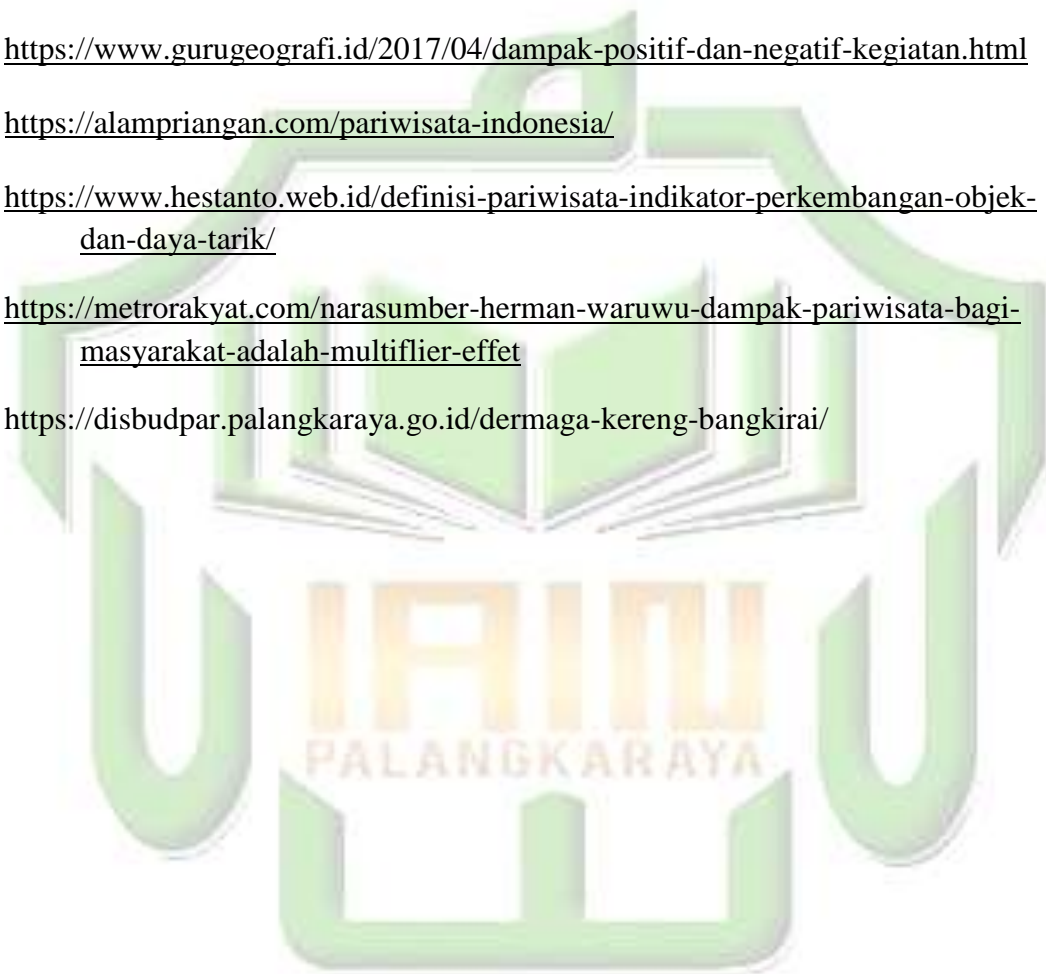 https://www.gurugeografi.id/2017/04/dampak-positif-dan-negatif-kegiatan.html
https://alampriangan.com/pariwisata-indonesia/
https://www.hestanto.web.id/definisi-pariwisata-indikator-perkembangan-objek-
dan-daya-tarik/
https://metrorakyat.com/narasumber-herman-waruwu-dampak-pariwisata-bagi-
masyarakat-adalah-multiflier-effet
https://disbudpar.palangkaraya.go.id/dermaga-kereng-bangkirai/
IAIN
PALANGKARAYA